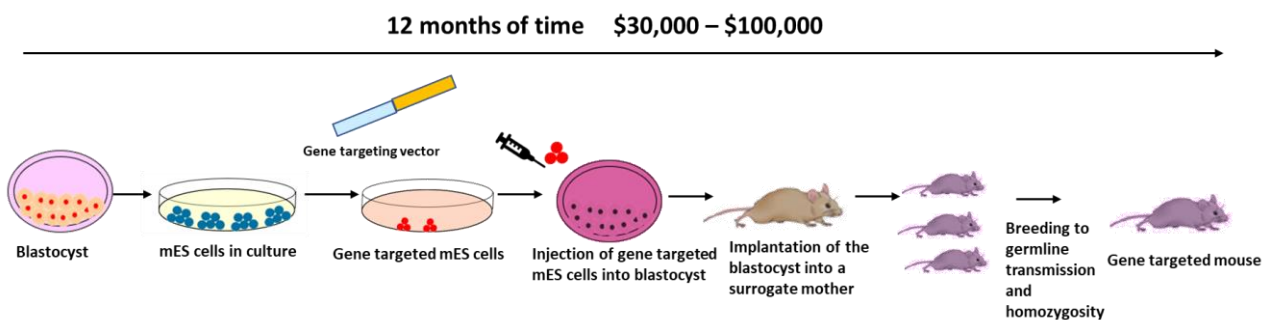 12 months of time $30,000 – $100,000
Gene targeting vector
Blastocyst
mES cells in culture
Gene targeted mES cells
Injection of gene targeted
mES cells into blastocyst
Implantation of the
blastocyst into a
surrogate mother
Breeding to
germline
transmission
and
homozygosity
Gene targeted mouse